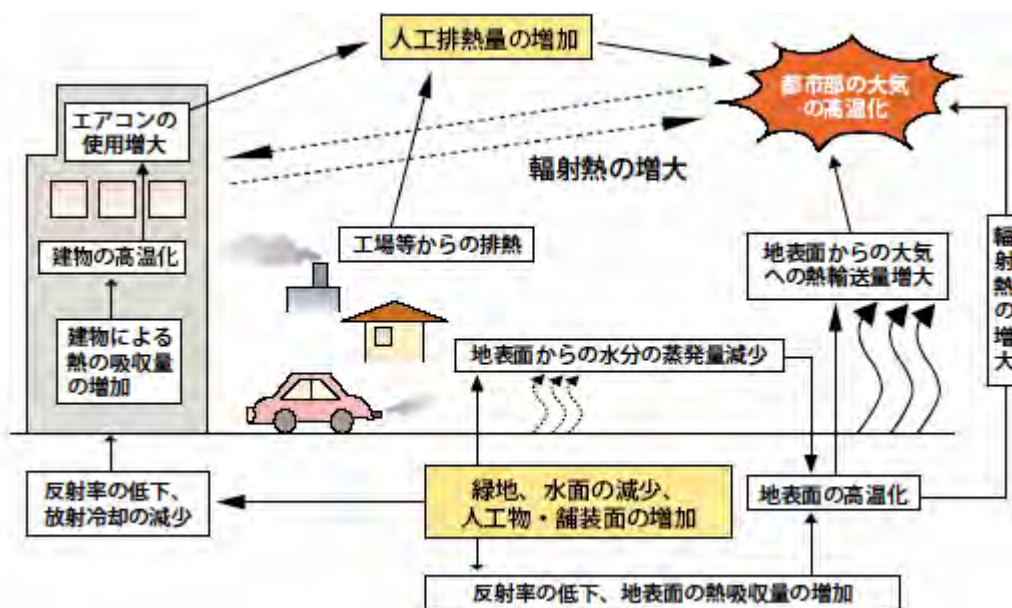 人工排熱量の増加
都市部の大気
の高温化
エアコンの
使用増大
輻射熱の増大
工場等からの排熱
建物の高温化
地表面からの大気
への熱輸送量増大
輻射熱の増大
建物による
熱の吸収量
の増加
地表面からの水分の蒸発量減少
反射率の低下、
放射冷却の減少
緑地、水面の減少、
人工物・舗装面の増加
地表面の高温化
反射率の低下、地表面の熱吸収量の増加